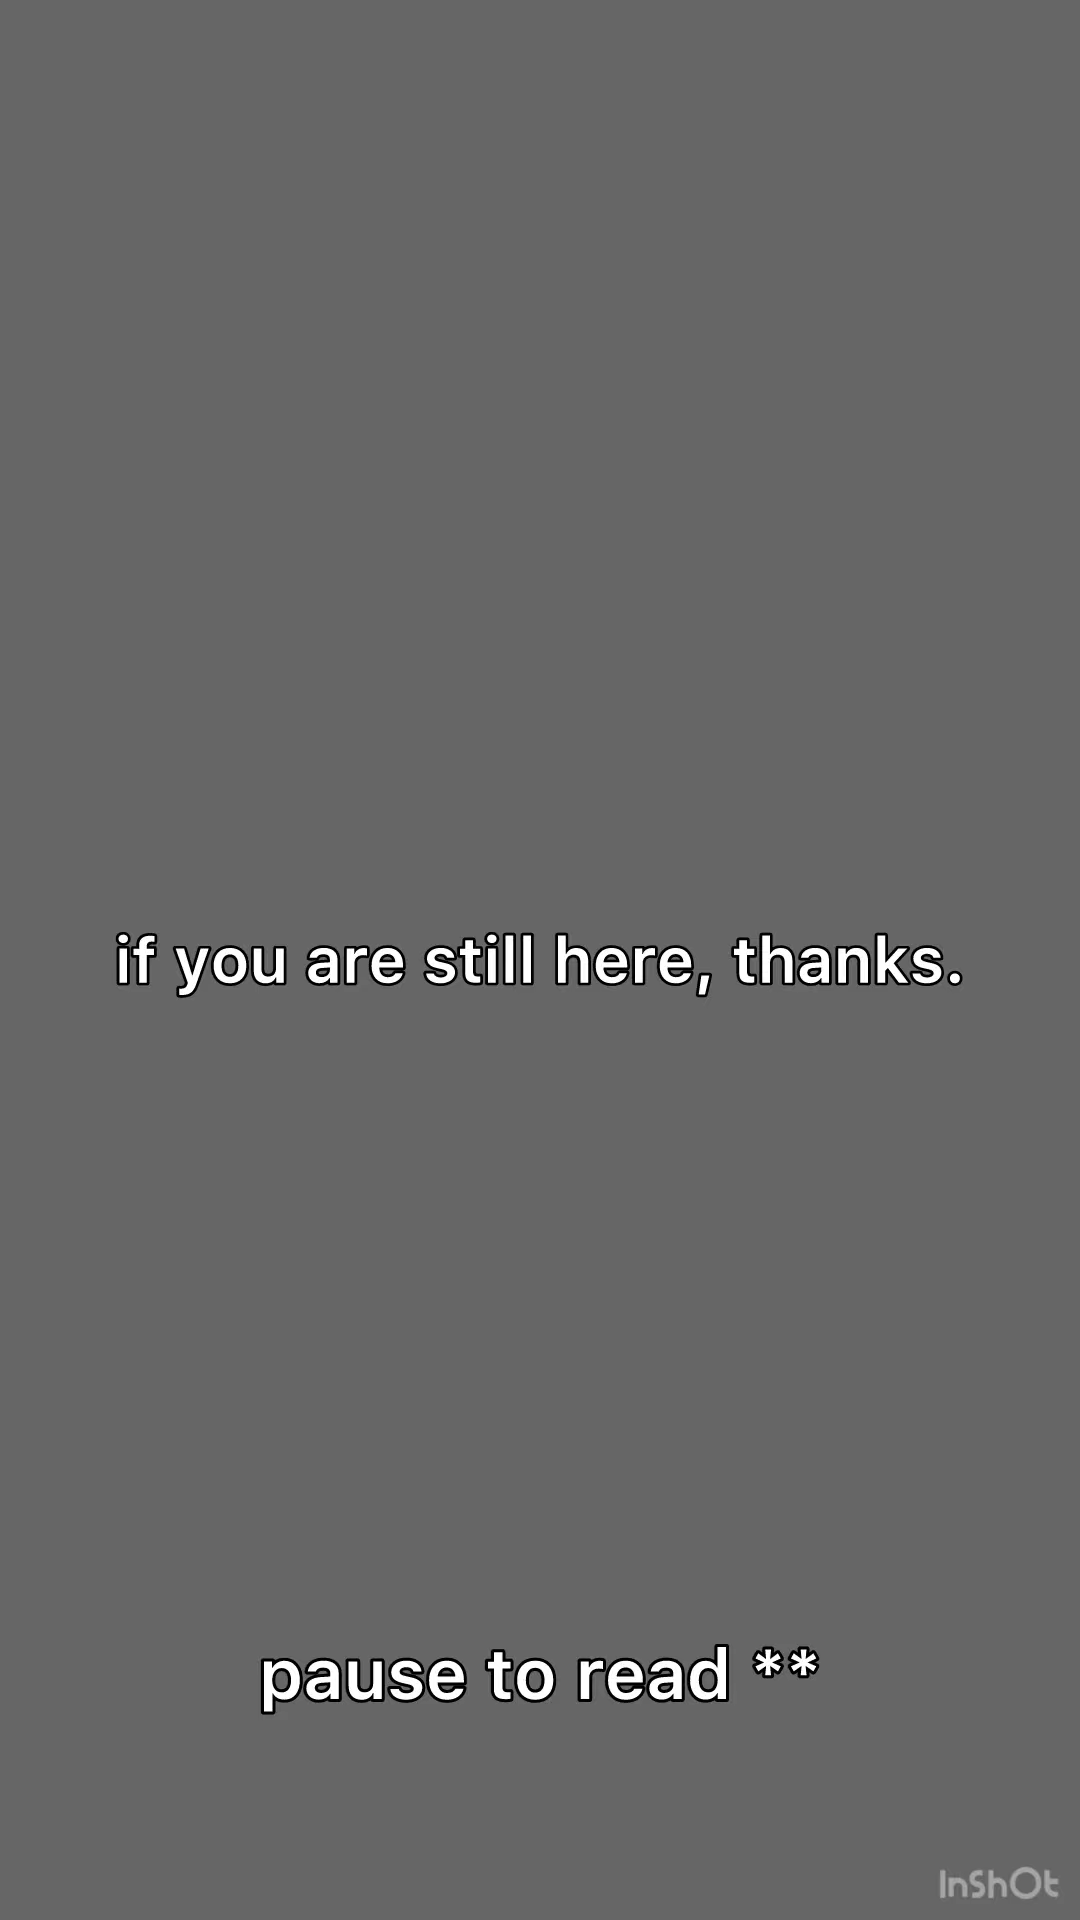 if you are still here, thanks.
pause to read **
InShOt